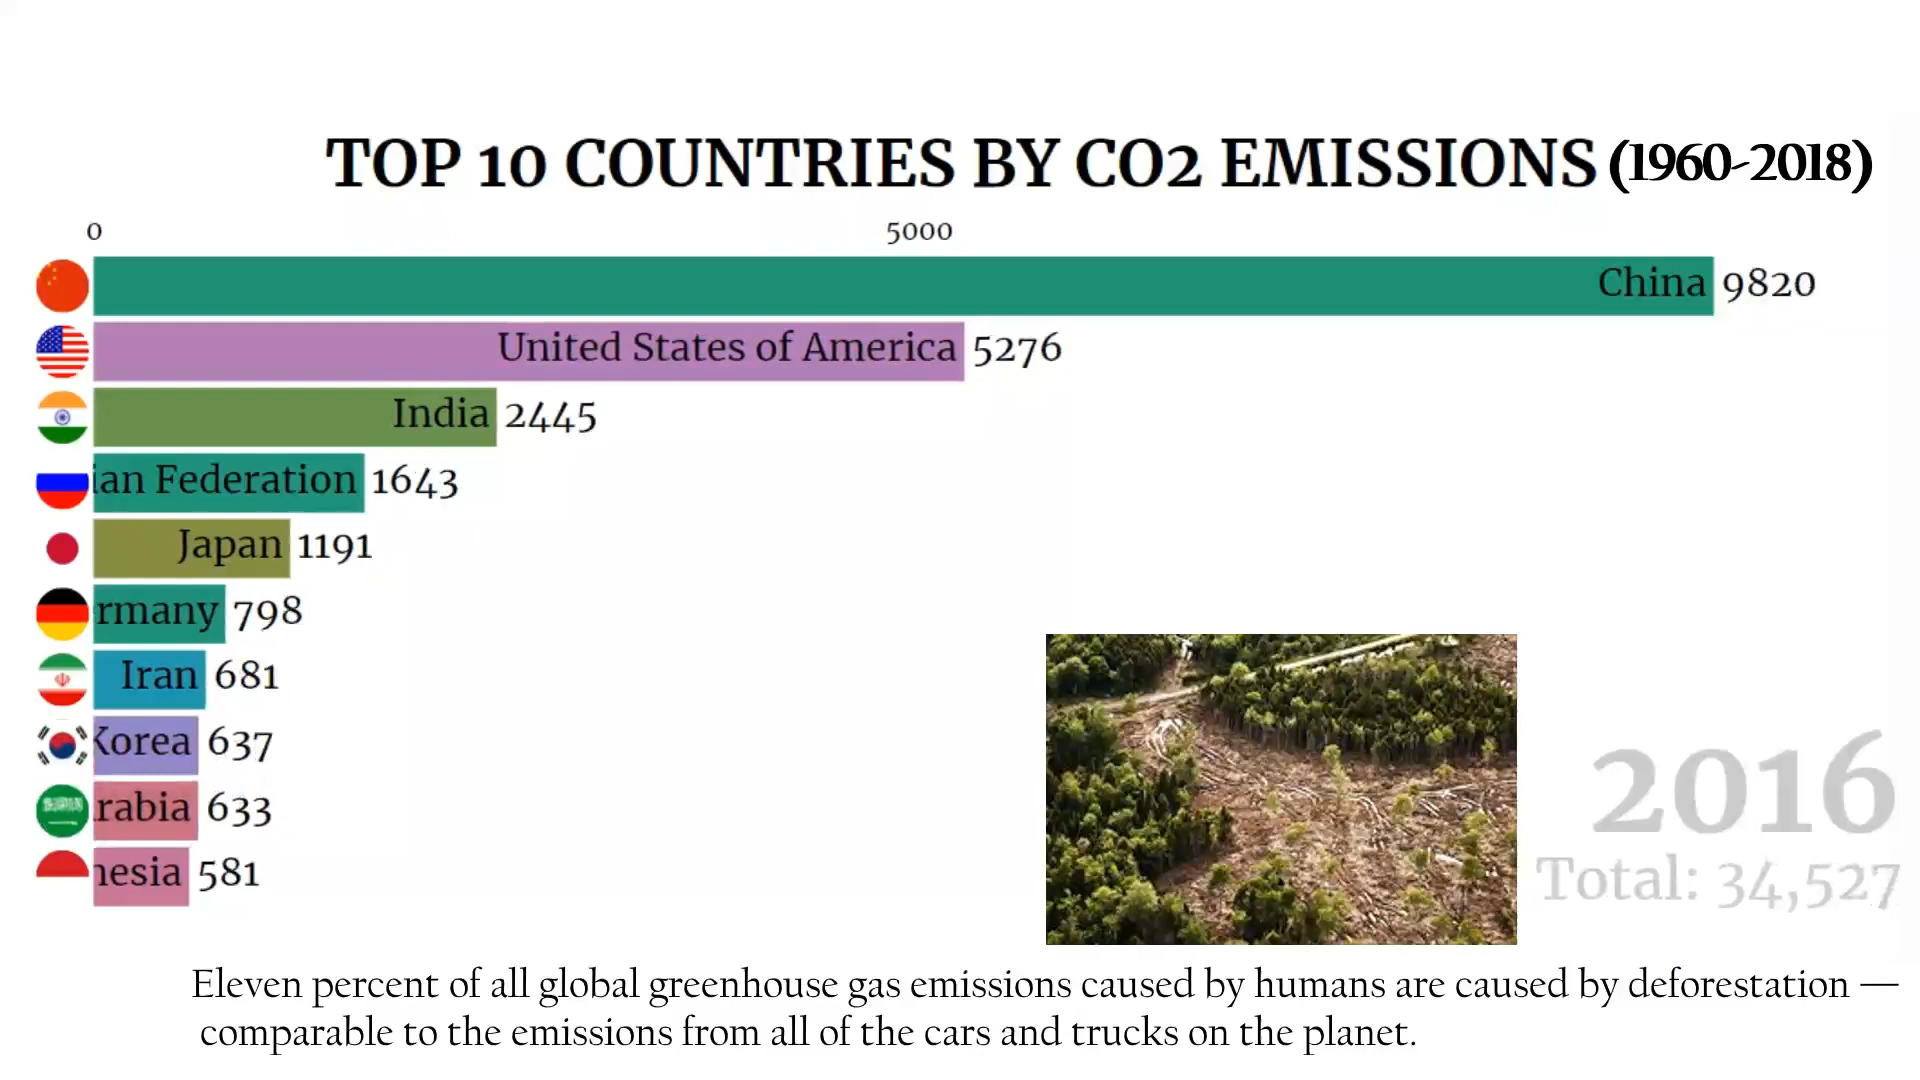 TOP 10 COUNTRIES BY CO2 EMISSIONS (1960-2018)
0 5000
China 9820
United States of America 5276
India 2445
ian Federation 1643
Japan 1191
rmany 798
Iran 681
Korea 637
rabia 633
nesia 581
2016
Total: 34,527
Eleven percent of all global greenhouse gas emissions caused by humans are caused by deforestation —
comparable to the emissions from all of the cars and trucks on the planet.